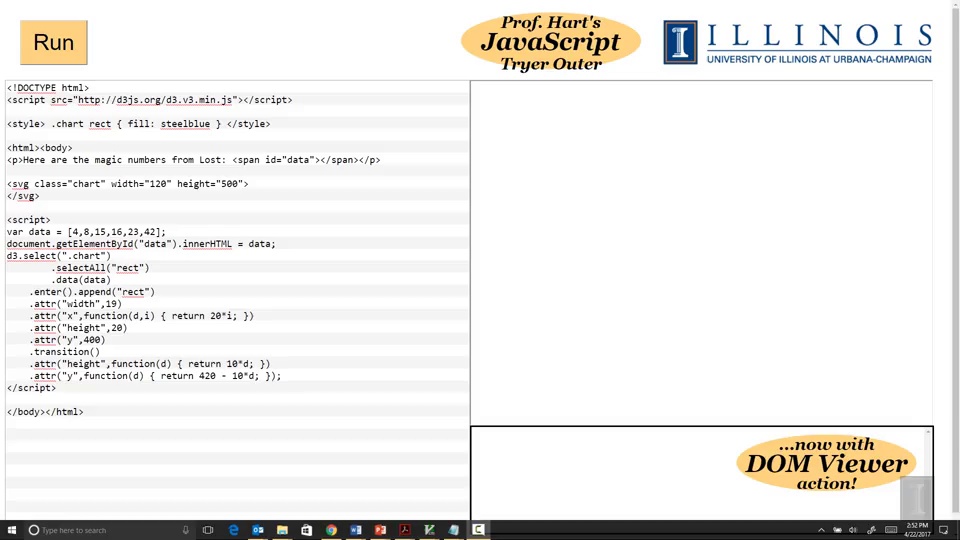 Run
Prof. Hart's
JavaScript
Tryer Outer
I ILLINOIS
UNIVERSITY OF ILLINOIS AT URBANA-CHAMPAIGN
<!DOCTYPE html>
<script src="http://d3js.org/d3.v3.min.js"></script>
<style> .chart rect { fill: steelblue } </style>
<html><body>
<p>Here are the magic numbers from Lost: <span id="data"></span></p>
<svg class="chart" width="120" height="500">
</svg>
<script>
var data = [4,8,15,16,23,42];
document.getElementById("data").innerHTML = data;
d3.select(".chart")
.selectAll("rect")
.data(data)
.enter().append("rect")
.attr("width",19)
.attr("x",function(d,i) { return 20*i; })
.attr("height",20)
.attr("y",400)
.transition()
.attr("height",function(d) { return 10*d; })
.attr("y",function(d) { return 420 - 10*d; });
</script>
</body></html>
...now with
DOM Viewer
action!
I
Type here to search
2:52 PM
4/22/2017